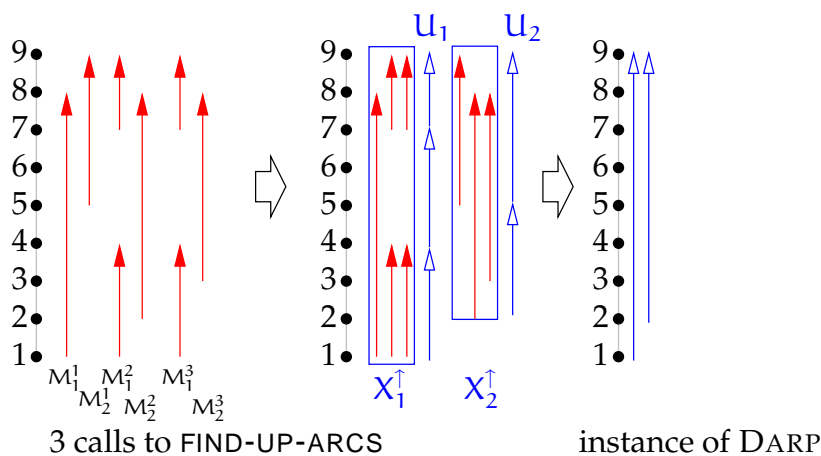 U₁ U₂
9 9 9
8 8 8
7 7 7
6 6 6
5 5 5
4 4 4
3 3 3
2 2 2
1 1 1
M₁¹ M₂¹ M₁² M₂² M₁³ M₂³ X₁↑ X₂↑
3 calls to FIND-UP-ARCS instance of DARP